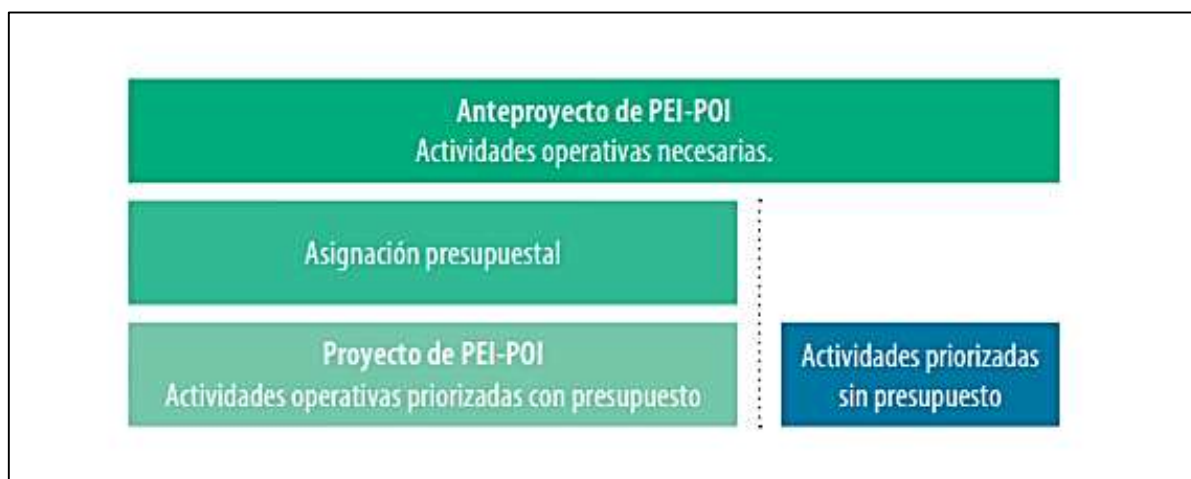 Anteproyecto de PEI-POI
Actividades operativas necesarias.
Asignación presupuestal
Proyecto de PEI-POI
Actividades operativas priorizadas con presupuesto
Actividades priorizadas
sin presupuesto